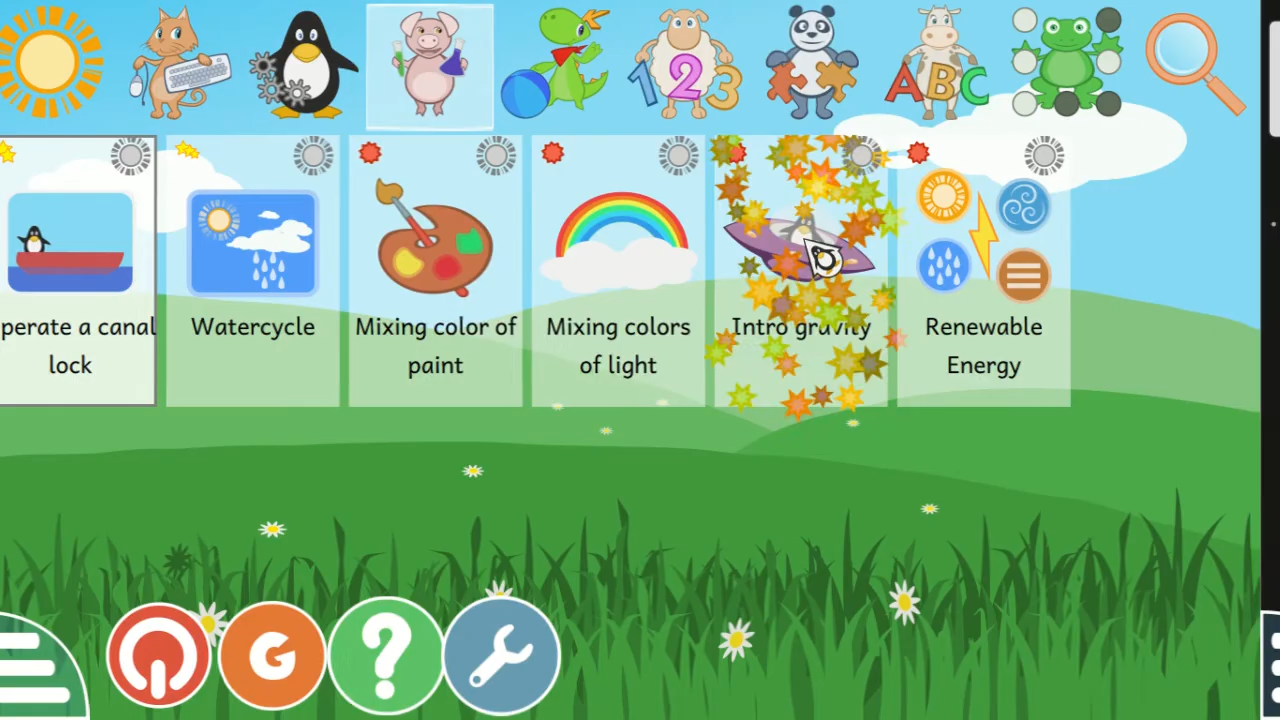 123
ABC
perate a canal
lock
Watercycle
Mixing color of
paint
Mixing colors
of light
Intro gravity
Renewable
Energy
G
?